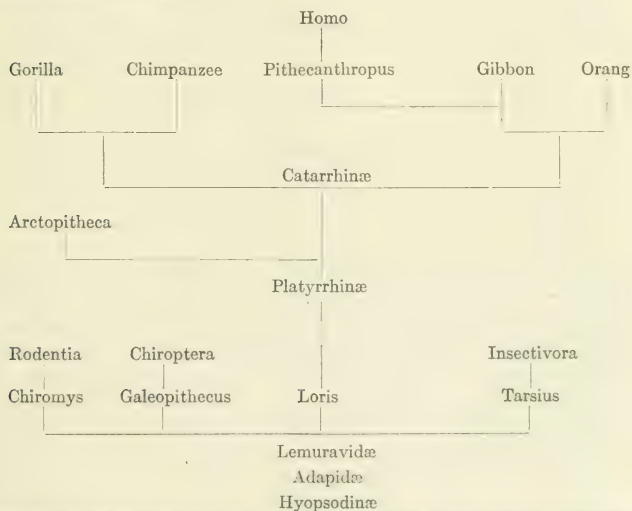 Homo
Gorilla Chimpanzee Pithecanthropus Gibbon Orang
Catarrhinæ
Arctopitheca
Platyrrhinæ
Rodentia Chiroptera Insectivora
Chiromys Galeopithecus Loris Tarsius
Lemuravidæ
Adapidæ
Hyopsodinæ